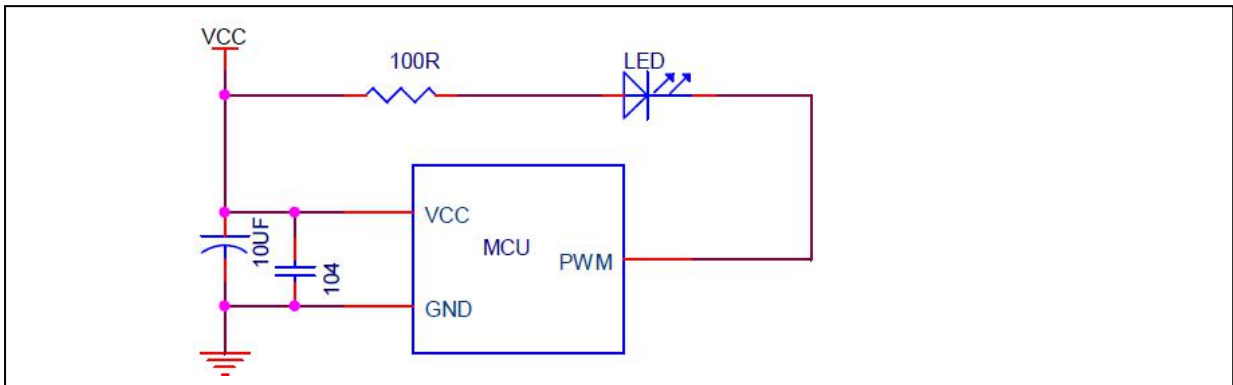 VCC
100R
LED
VCC
10UF
104
MCU
PWM
GND